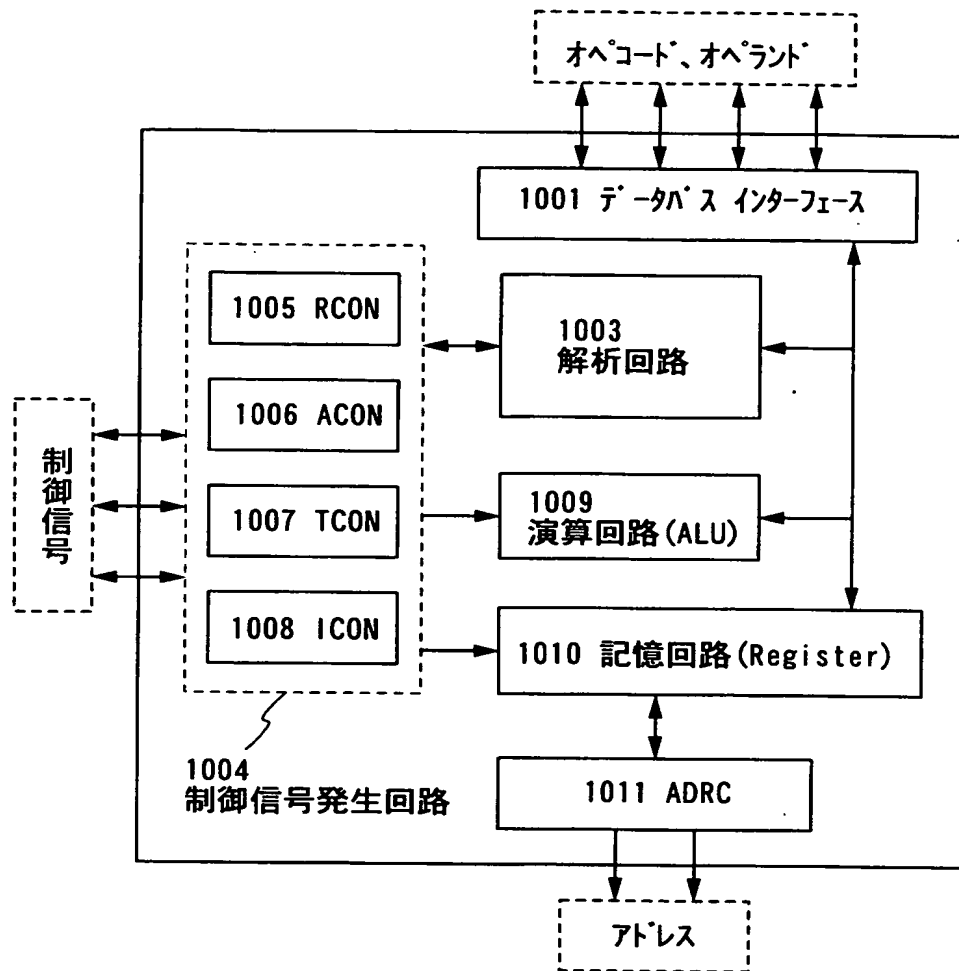 オペコード、オペランド
1001 データバス インターフェース
1005 RCON
1003
解析回路
1006 ACON
制御信号
1007 TCON
1009
演算回路(ALU)
1008 ICON
1010 記憶回路(Register)
1004
制御信号発生回路
1011 ADRC
アドレス